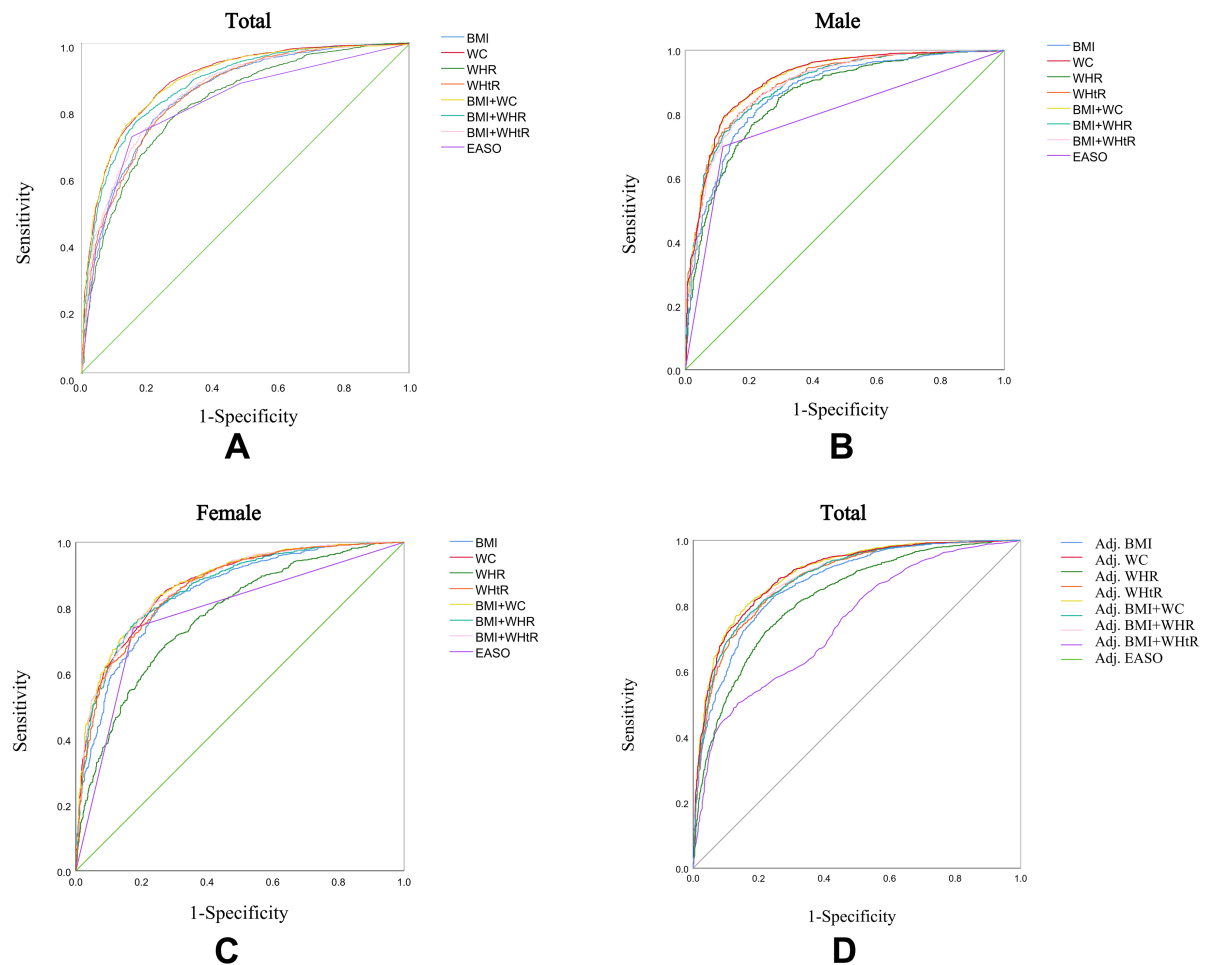 Total
1.0
0.8
0.6
0.4
0.2
0.0
0.0 0.2 0.4 0.6 0.8 1.0
Sensitivity
1-Specificity
BMI
WC
WHR
WHtR
BMI+WC
BMI+WHR
BMI+WHtR
EASO
A
Male
1.0
0.8
0.6
0.4
0.2
0.0
0.0 0.2 0.4 0.6 0.8 1.0
Sensitivity
1-Specificity
BMI
WC
WHR
WHtR
BMI+WC
BMI+WHR
BMI+WHtR
EASO
B
Female
1.0
0.8
0.6
0.4
0.2
0.0
0.0 0.2 0.4 0.6 0.8 1.0
Sensitivity
1-Specificity
BMI
WC
WHR
WHtR
BMI+WC
BMI+WHR
BMI+WHtR
EASO
C
Total
1.0
0.8
0.6
0.4
0.2
0.0
0.0 0.2 0.4 0.6 0.8 1.0
Sensitivity
1-Specificity
Adj. BMI
Adj. WC
Adj. WHR
Adj. WHtR
Adj. BMI+WC
Adj. BMI+WHR
Adj. BMI+WHtR
Adj. EASO
D